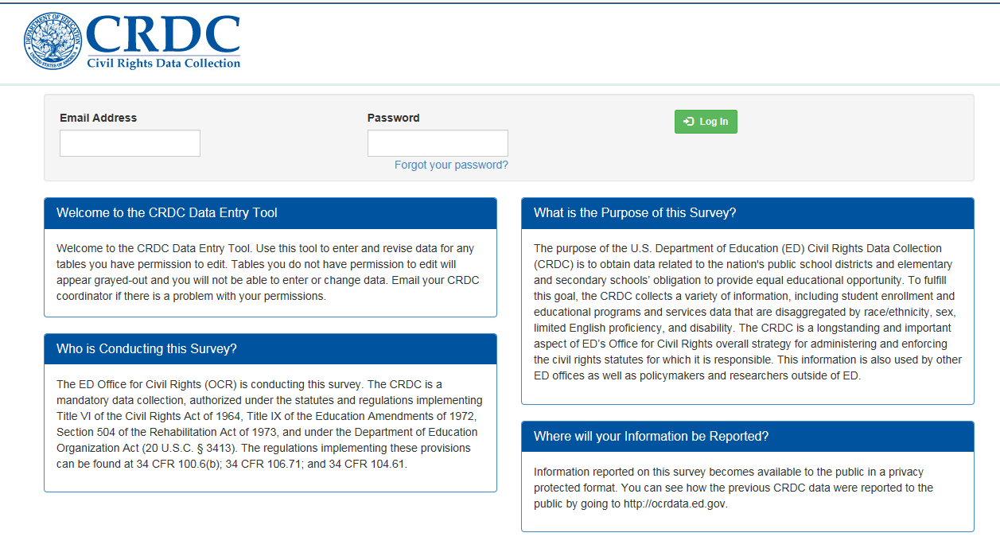 DEPARTMENT OF EDUCATION
UNITED STATES OF AMERICA
CRDC
Civil Rights Data Collection
Email Address
Password
Log In
Forgot your password?
Welcome to the CRDC Data Entry Tool
Welcome to the CRDC Data Entry Tool. Use this tool to enter and revise data for any
tables you have permission to edit. Tables you do not have permission to edit will
appear grayed-out and you will not be able to enter or change data. Email your CRDC
coordinator if there is a problem with your permissions.
Who is Conducting this Survey?
The ED Office for Civil Rights (OCR) is conducting this survey. The CRDC is a
mandatory data collection, authorized under the statutes and regulations implementing
Title VI of the Civil Rights Act of 1964, Title IX of the Education Amendments of 1972,
Section 504 of the Rehabilitation Act of 1973, and under the Department of Education
Organization Act (20 U.S.C. § 3413). The regulations implementing these provisions
can be found at 34 CFR 100.6(b); 34 CFR 106.71; and 34 CFR 104.61.
What is the Purpose of this Survey?
The purpose of the U.S. Department of Education (ED) Civil Rights Data Collection
(CRDC) is to obtain data related to the nation's public school districts and elementary
and secondary schools’ obligation to provide equal educational opportunity. To fulfill
this goal, the CRDC collects a variety of information, including student enrollment and
educational programs and services data that are disaggregated by race/ethnicity, sex,
limited English proficiency, and disability. The CRDC is a longstanding and important
aspect of ED's Office for Civil Rights overall strategy for administering and enforcing
the civil rights statutes for which it is responsible. This information is also used by other
ED offices as well as policymakers and researchers outside of ED.
Where will your Information be Reported?
Information reported on this survey becomes available to the public in a privacy
protected format. You can see how the previous CRDC data were reported to the
public by going to http://ocrdata.ed.gov.